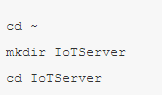 cd ~
mkdir IoTServer
cd IoTServer